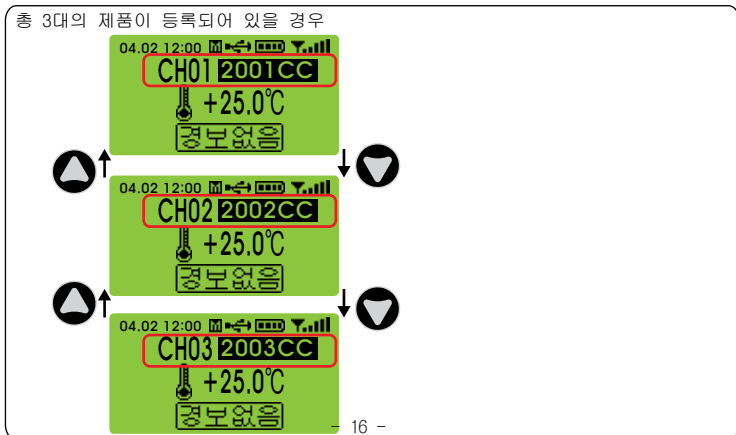 총 3대의 제품이 등록되어 있을 경우
04.02 12:00 M
CH01 2001CC
+25.0℃
경보없음
04.02 12:00 M
CH02 2002CC
+25.0℃
경보없음
04.02 12:00 M
CH03 2003CC
+25.0℃
경보없음
- 16 -